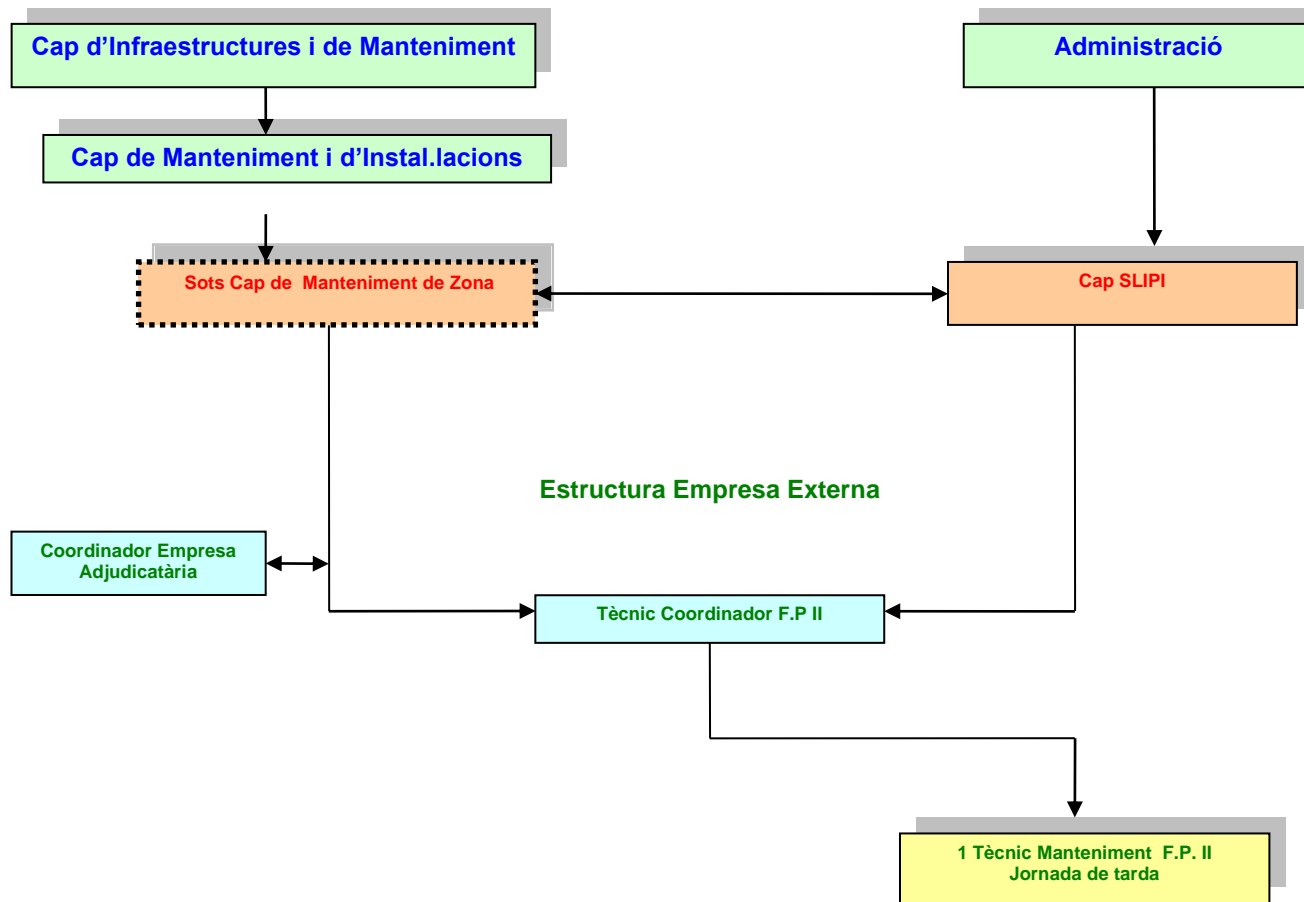 Cap d’Infraestructures i de Manteniment
Administració
Cap de Manteniment i d’Instal.lacions
Sots Cap de  Manteniment de Zona
Cap SLIPI
Estructura Empresa Externa
Coordinador Empresa
Adjudicatària
Tècnic Coordinador F.P II
1 Tècnic Manteniment  F.P. II
Jornada de tarda